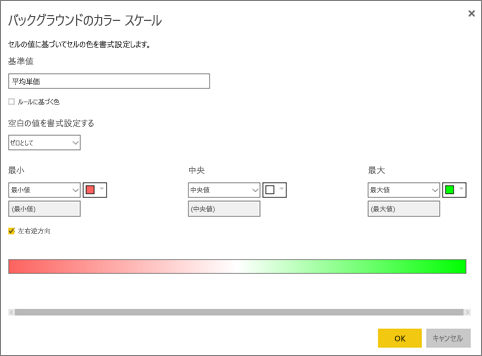 バックグラウンドのカラー スケール
セルの値に基づいてセルの色を書式設定します。
基準値
平均単価
ルールに基づく色
空白の値を書式設定する
ゼロとして
最小 中央 最大
最小値 中央値 最大値
(最小値) (中央値) (最大値)
左右逆方向
OK キャンセル